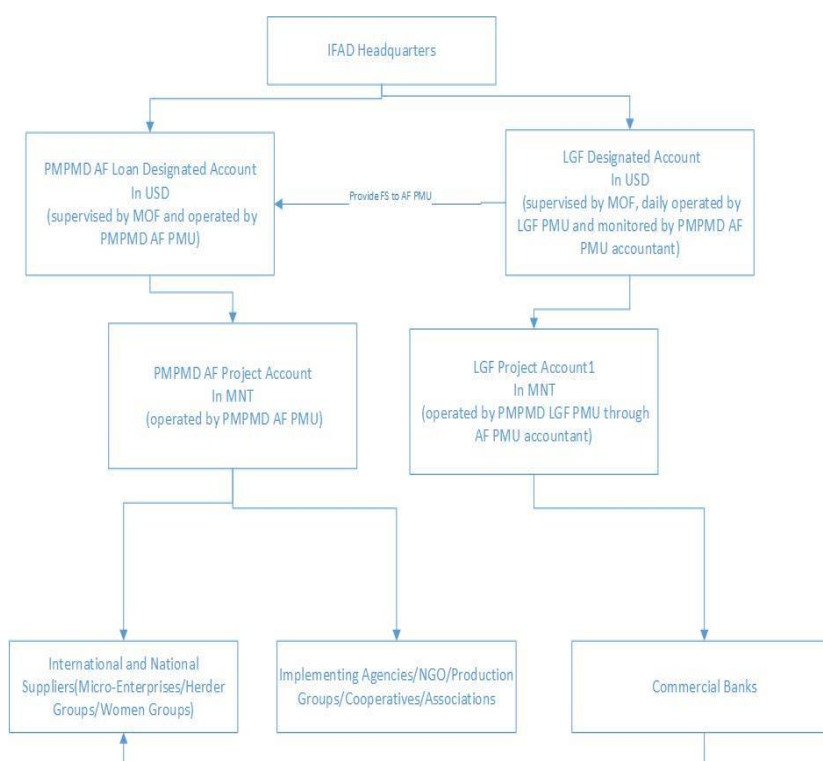 IFAD Headquarters
PMPMD AF Loan Designated Account
In USD
(supervised by MOF and operated by
PMPMD AF PMU)
Provide FS to AF PMU
LGF Designated Account
In USD
(supervised by MOF, daily operated by
LGF PMU and monitored by PMPMD AF
PMU accountant)
PMPMD AF Project Account
In MNT
(operated by PMPMD AF PMU)
LGF Project Account1
In MNT
(operated by PMPMD LGF PMU through
AF PMU accountant)
International and National
Suppliers(Micro-Enterprises/Herder
Groups/Women Groups)
Implementing Agencies/NGO/Production
Groups/Cooperatives/Associations
Commercial Banks